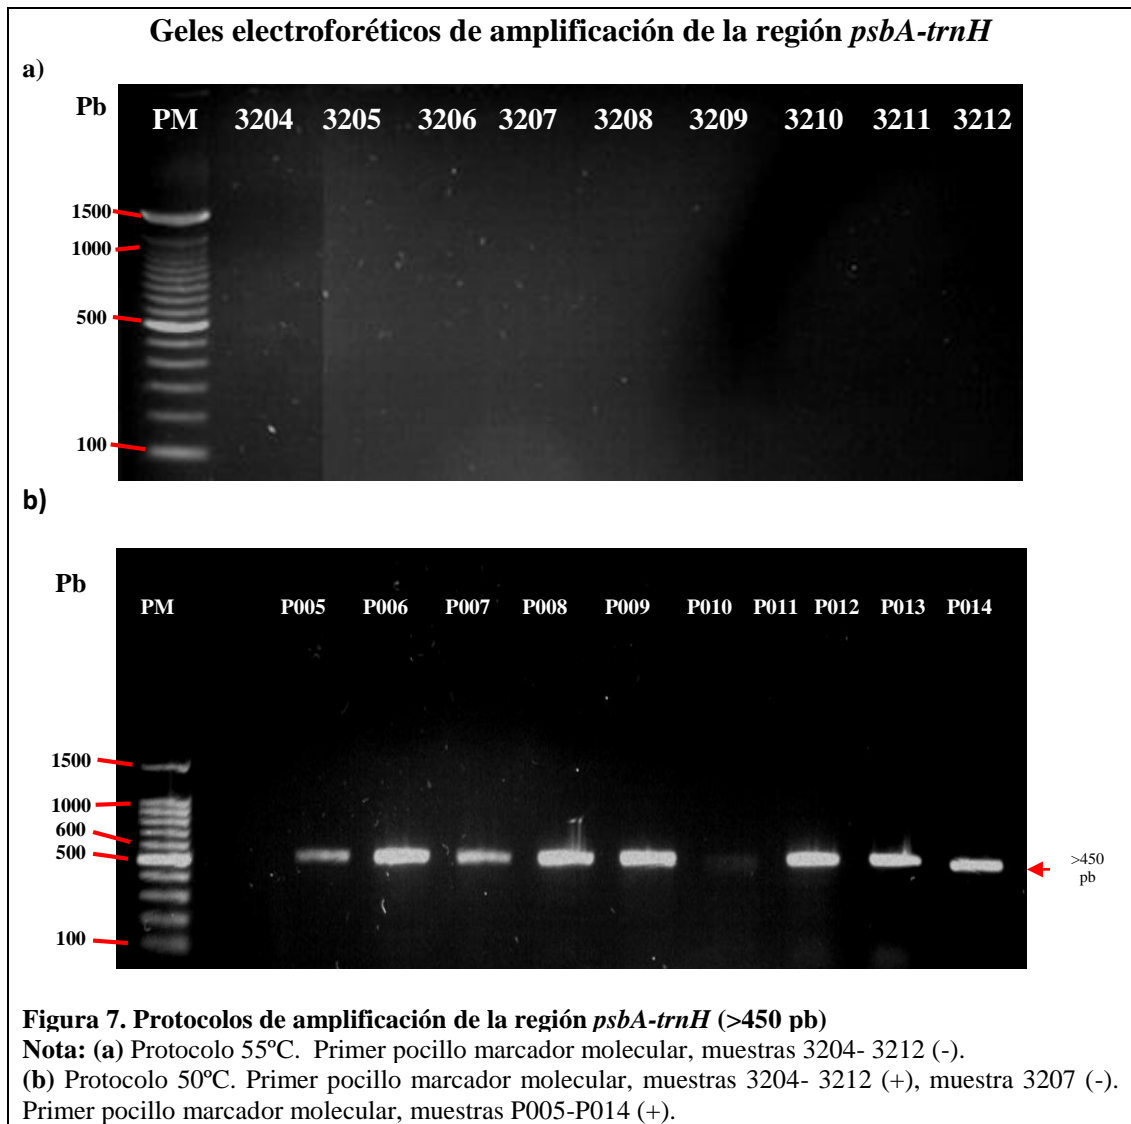 Geles electroforéticos de amplificación de la región psbA-trnH
a)
Pb
PM 3204 3205 3206 3207 3208 3209 3210 3211 3212
1500
1000
500
100
b)
Pb
PM P005 P006 P007 P008 P009 P010 P011 P012 P013 P014
1500
1000
600
500
>450
pb
100
Figura 7. Protocolos de amplificación de la región psbA-trnH (>450 pb)
Nota: (a) Protocolo 55ºC. Primer pocillo marcador molecular, muestras 3204- 3212 (-).
(b) Protocolo 50ºC. Primer pocillo marcador molecular, muestras 3204- 3212 (+), muestra 3207 (-).
Primer pocillo marcador molecular, muestras P005-P014 (+).